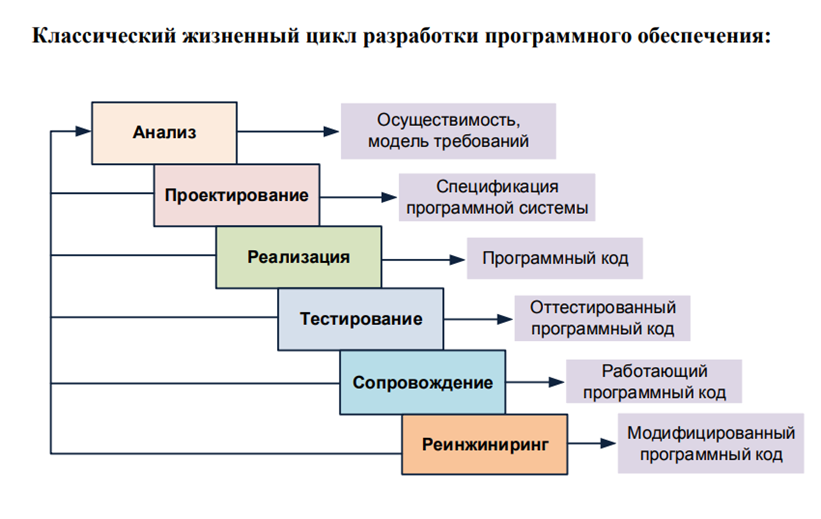 Классический жизненный цикл разработки программного обеспечения:
Анализ
Осуществимость,
модель требований
Проектирование
Спецификация
программной системы
Реализация
Программный код
Тестирование
Оттестированный
программный код
Сопровождение
Работающий
программный код
Реинжиниринг
Модифицированный
программный код